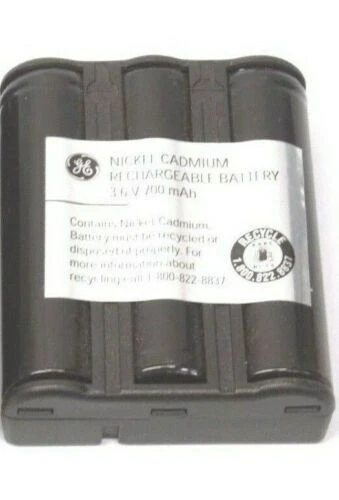 GE
NICKEL CADMIUM
RECHARGEABLE BATTERY
3.6 V 700 mAh
Contains Nickel Cadmium.
Battery must be recycled or
disposed of properly. For
more information about
recycling call 1-800-822-8837
RECYCLE
1.800.822.8837